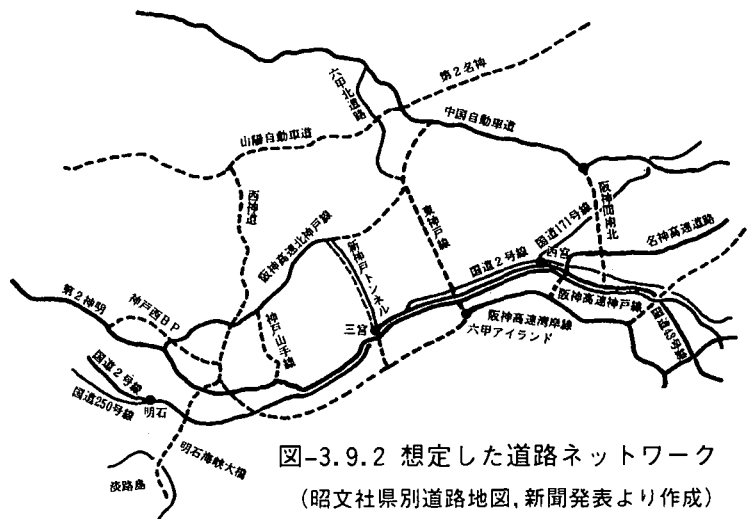 第2名神
六甲北道路
中国自動車道
山陽自動車道
西神道
阪神高速北神戸線
新神戸トンネル
東神戸線
国道2号線
国道171号線
西宮
阪神間南北
名神高速道路
第2神明
神戸西BP
神戸山手線
三宮
阪神高速湾岸線
六甲アイランド
阪神高速神戸線
国道43号線
国道2号線
国道250号線
明石
明石海峡大橋
淡路島
図-3.9.2 想定した道路ネットワーク
(昭文社県別道路地図,新聞発表より作成)